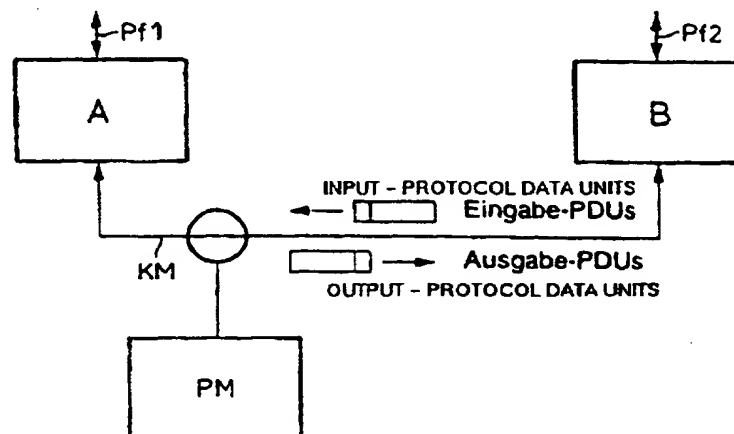 Pf1
Pf2
A
B
INPUT - PROTOCOL DATA UNITS
Eingabe-PDUs
KM
Ausgabe-PDUs
OUTPUT - PROTOCOL DATA UNITS
PM